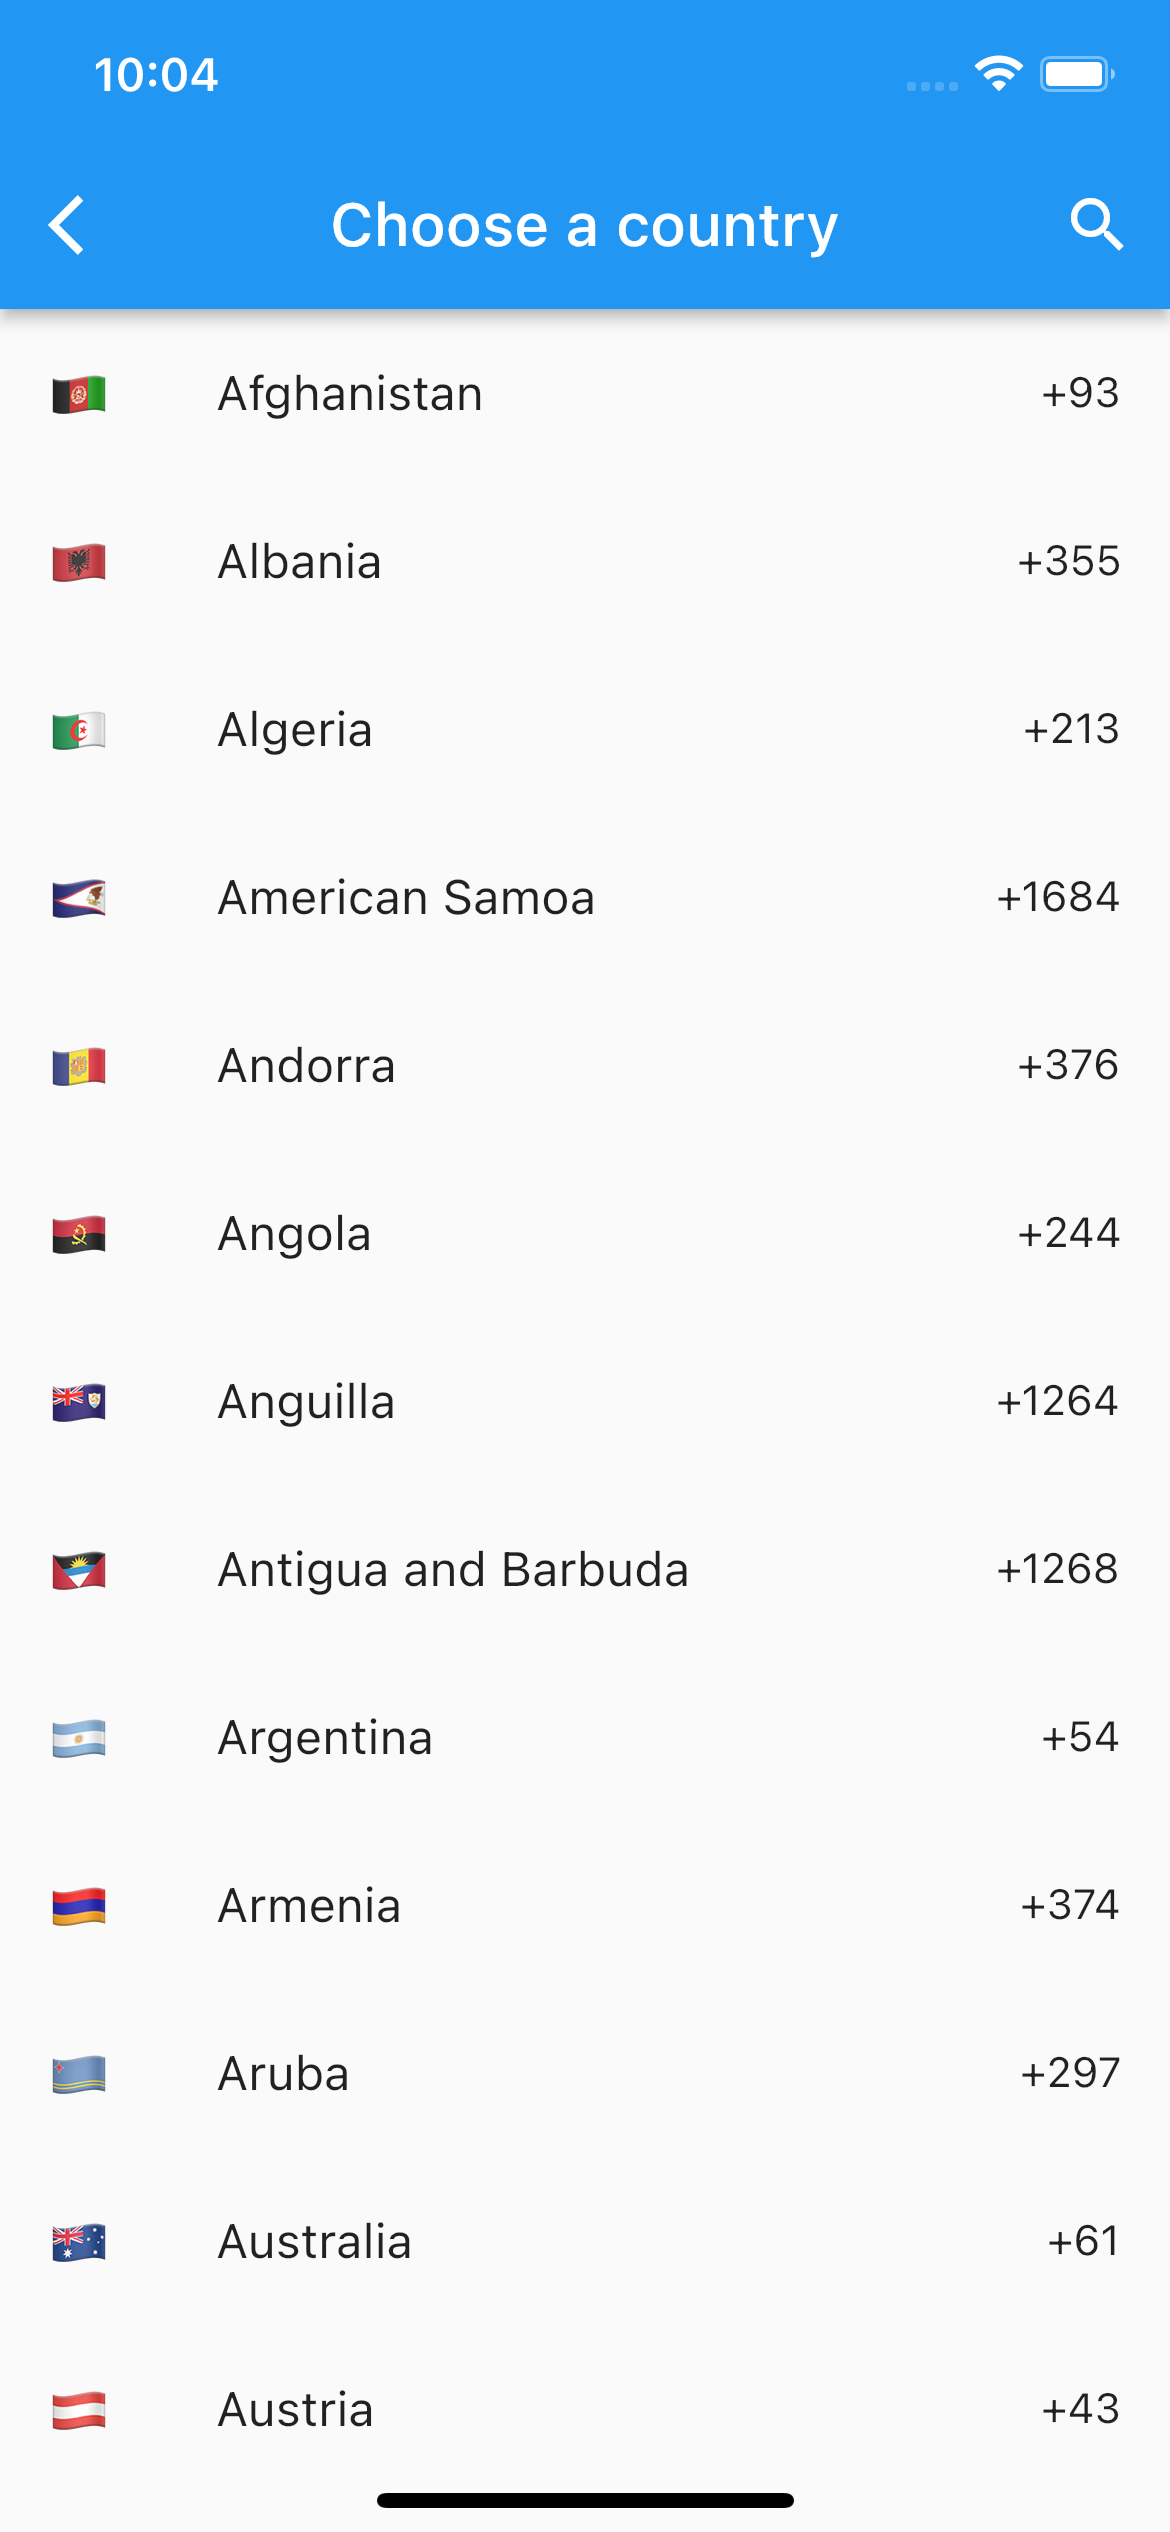 10:04
Choose a country
Afghanistan +93
Albania +355
Algeria +213
American Samoa +1684
Andorra +376
Angola +244
Anguilla +1264
Antigua and Barbuda +1268
Argentina +54
Armenia +374
Aruba +297
Australia +61
Austria +43